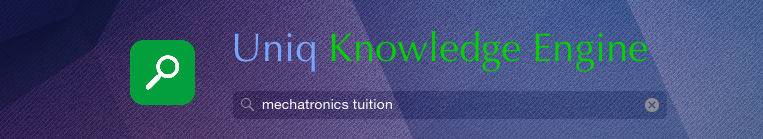 Uniq Knowledge Engine
mechatronics tuition